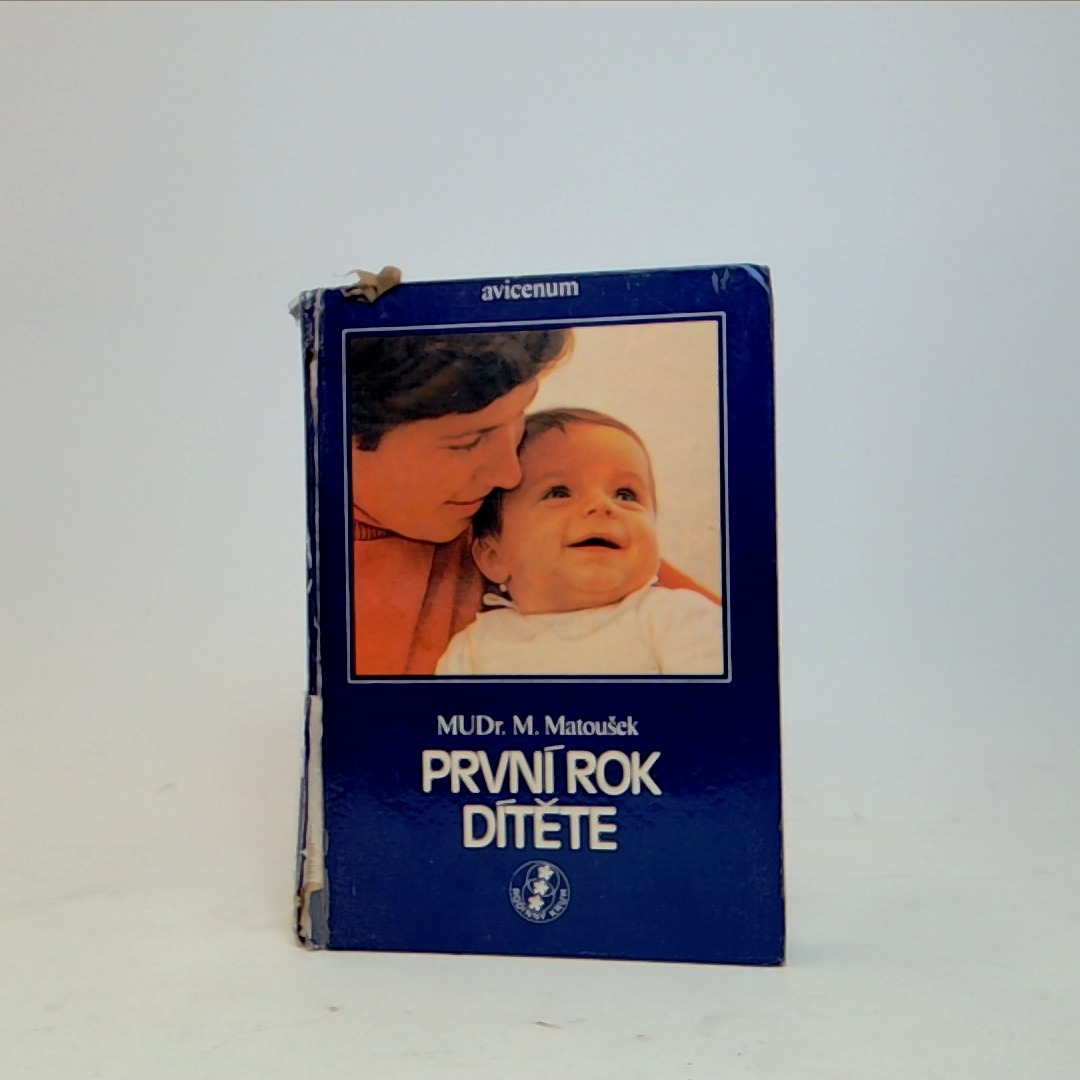 avicenum
MUDr. M. Matoušek
PRVNÍ ROK
DÍTĚTE